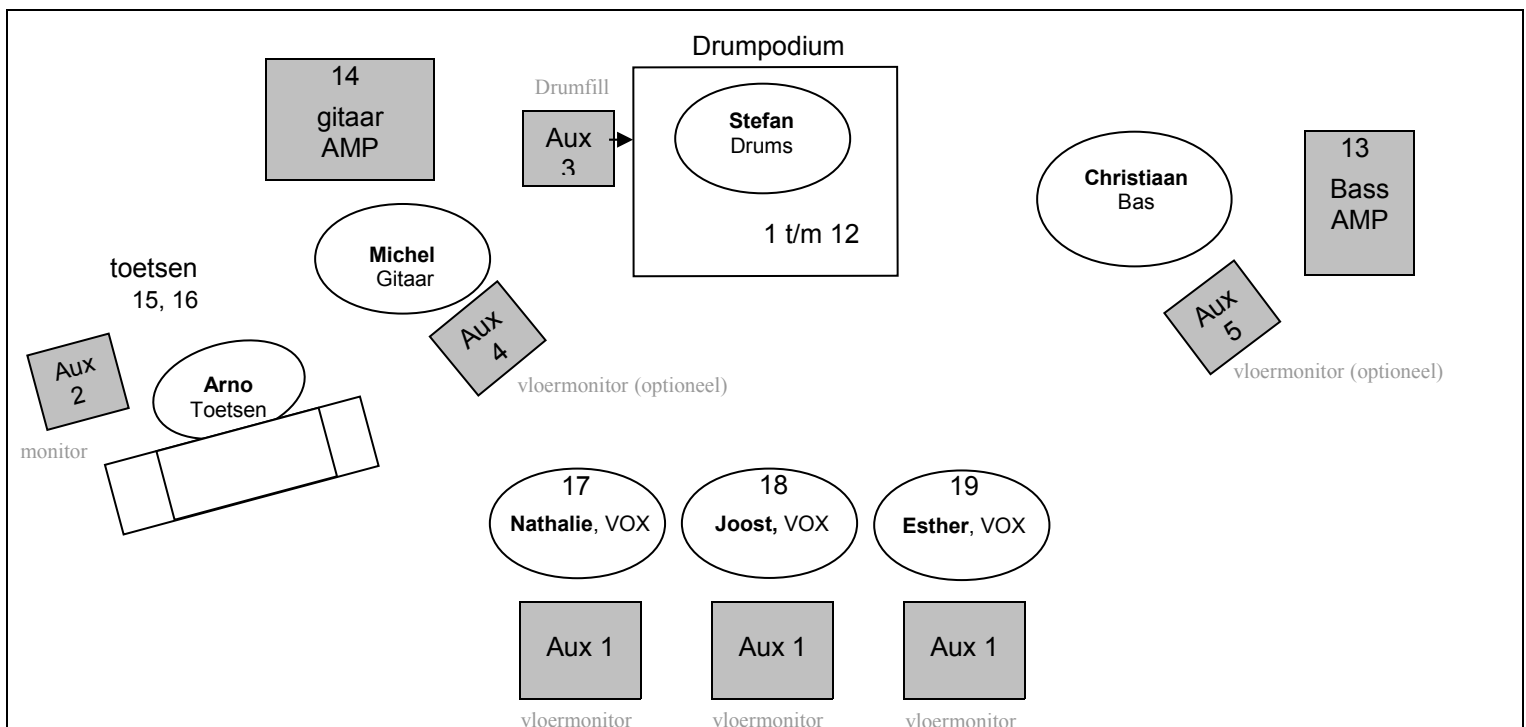 Drumpodium
14
gitaar
AMP
Drumfill
Aux
3
Stefan
Drums
1 t/m 12
Christiaan
Bas
13
Bass
AMP
Michel
Gitaar
toetsen
15, 16
Aux
4
vloermonitor (optioneel)
Aux
5
vloermonitor (optioneel)
Aux
2
monitor
Arno
Toetsen
17
Nathalie, VOX
18
Joost, VOX
19
Esther, VOX
Aux 1
Aux 1
Aux 1
vloermonitor
vloermonitor
vloermonitor